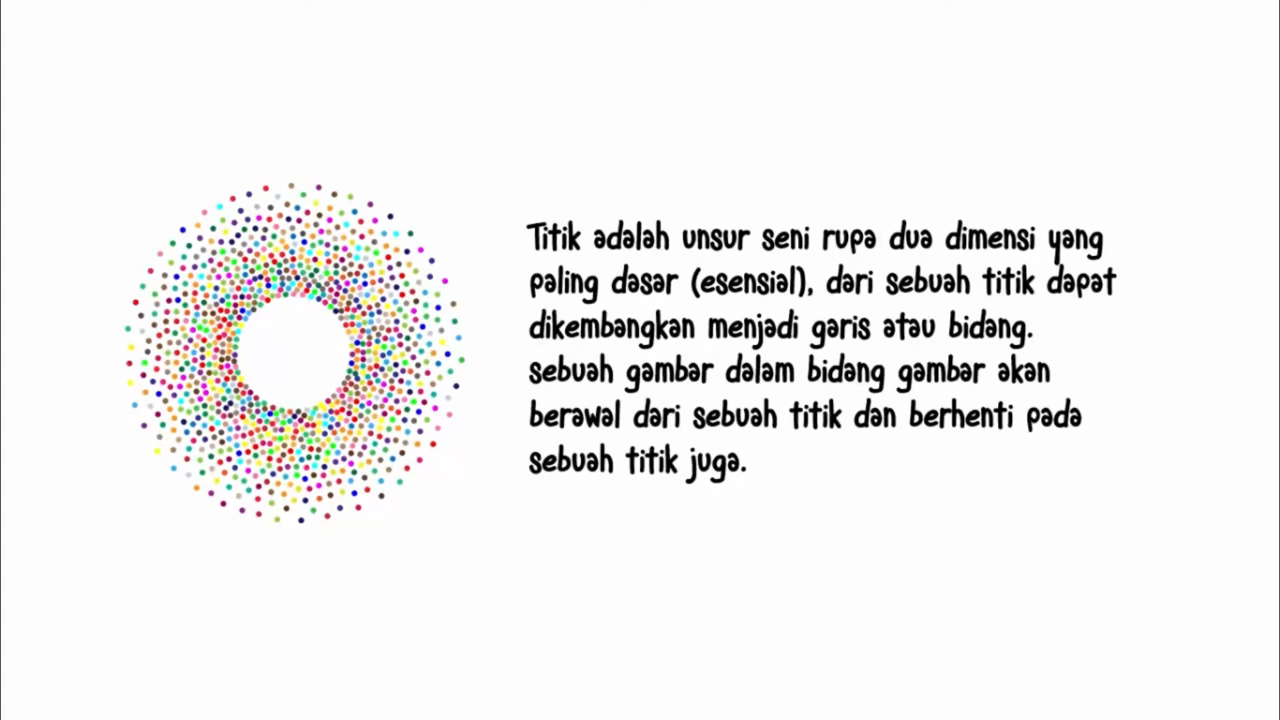 Titik adalah unsur seni rupa dua dimensi yang
paling dasar (esensial), dari sebuah titik dapat
dikembangkan menjadi garis atau bidang.
sebuah gambar dalam bidang gambar akan
berawal dari sebuah titik dan berhenti pada
sebuah titik juga.